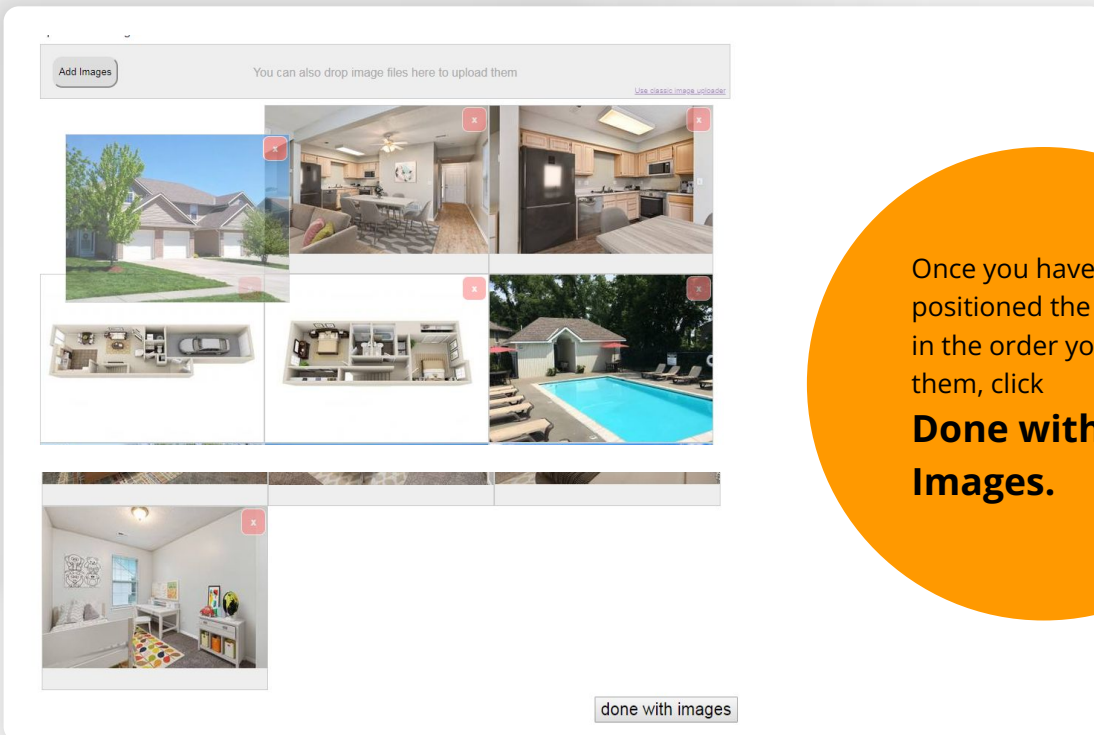 Add Images
You can also drop image files here to upload them
Use classic image uploader
x
x
x
x
x
x
x
done with images
Once you have
positioned the
in the order yo
them, click
Done with
Images.